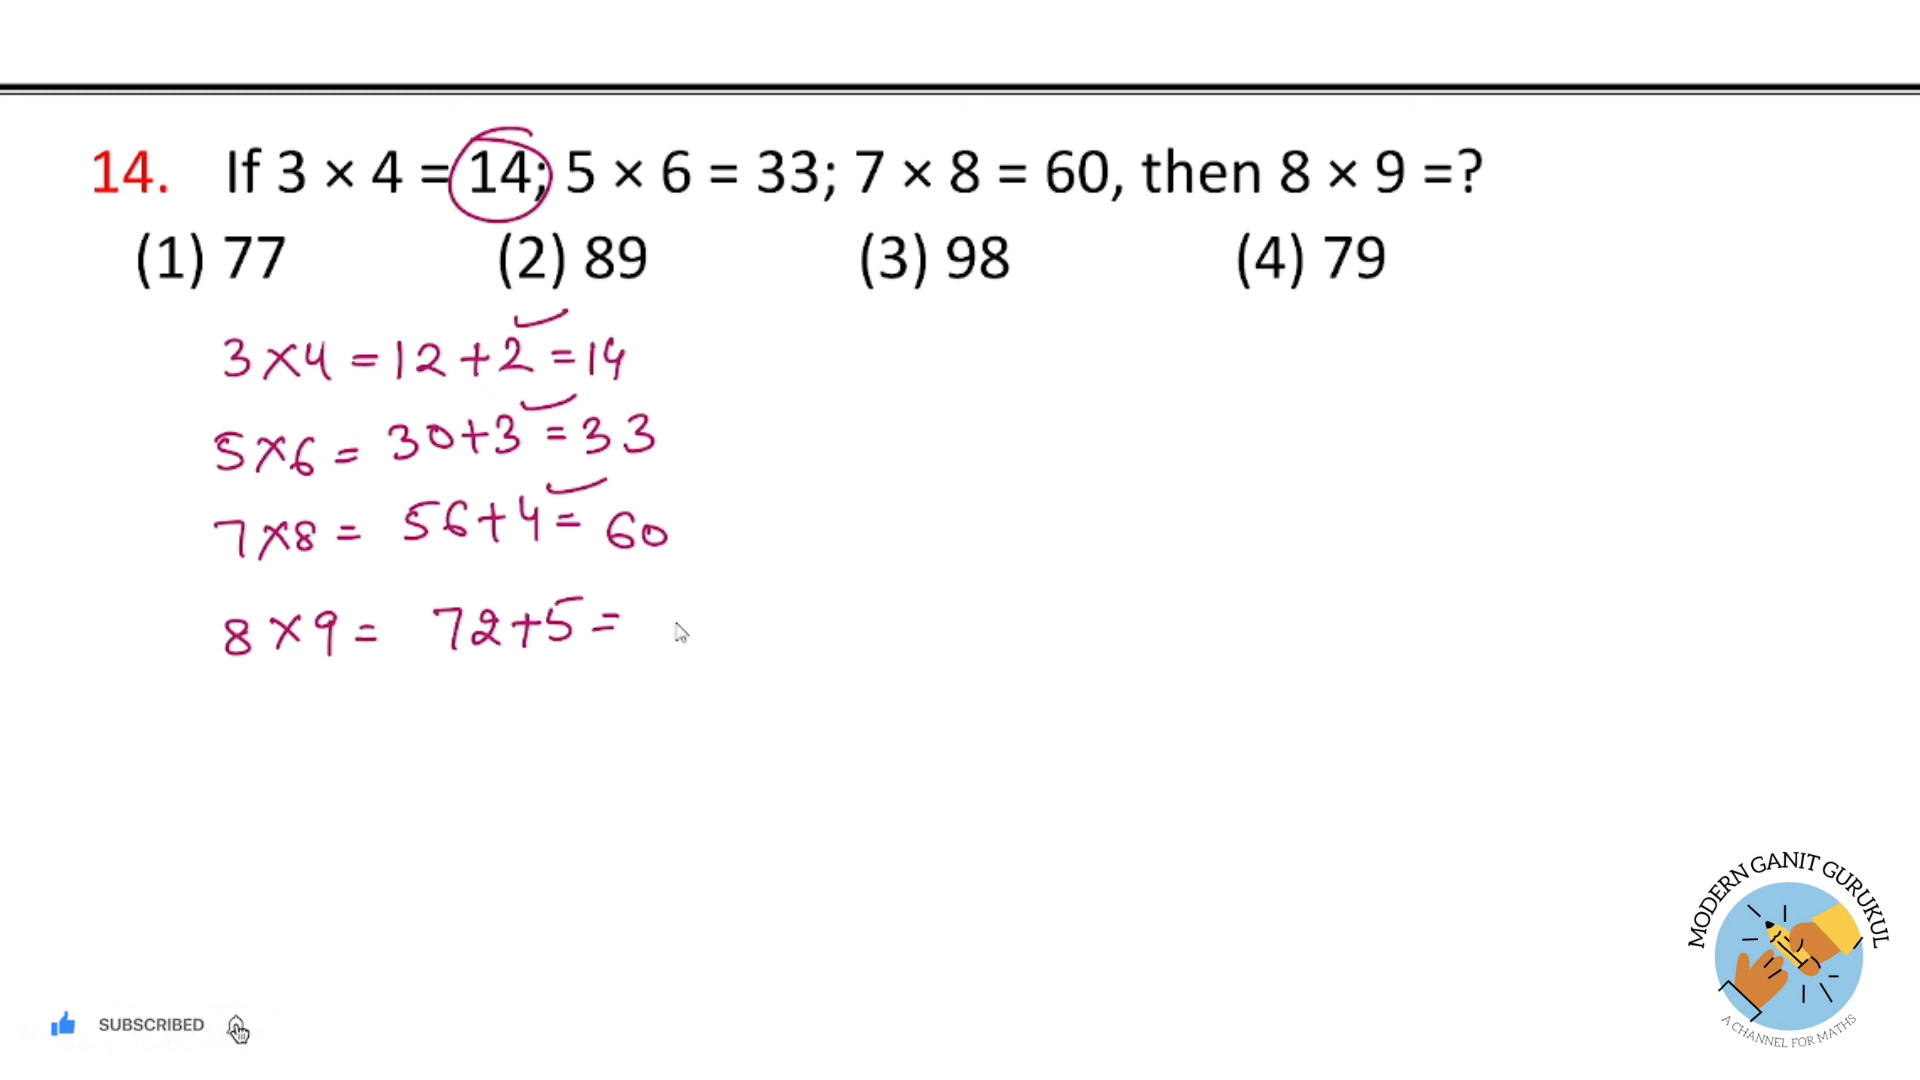 14. If 3 × 4 = 14; 5 × 6 = 33; 7 × 8 = 60, then 8 × 9 =?
(1) 77 (2) 89 (3) 98 (4) 79
3 × 4 = 12 + 2 = 14
5 × 6 = 30 + 3 = 33
7 × 8 = 56 + 4 = 60
8 × 9 = 72 + 5 =
MODERN GANIT GURUKUL
A CHANNEL FOR MATHS
SUBSCRIBED